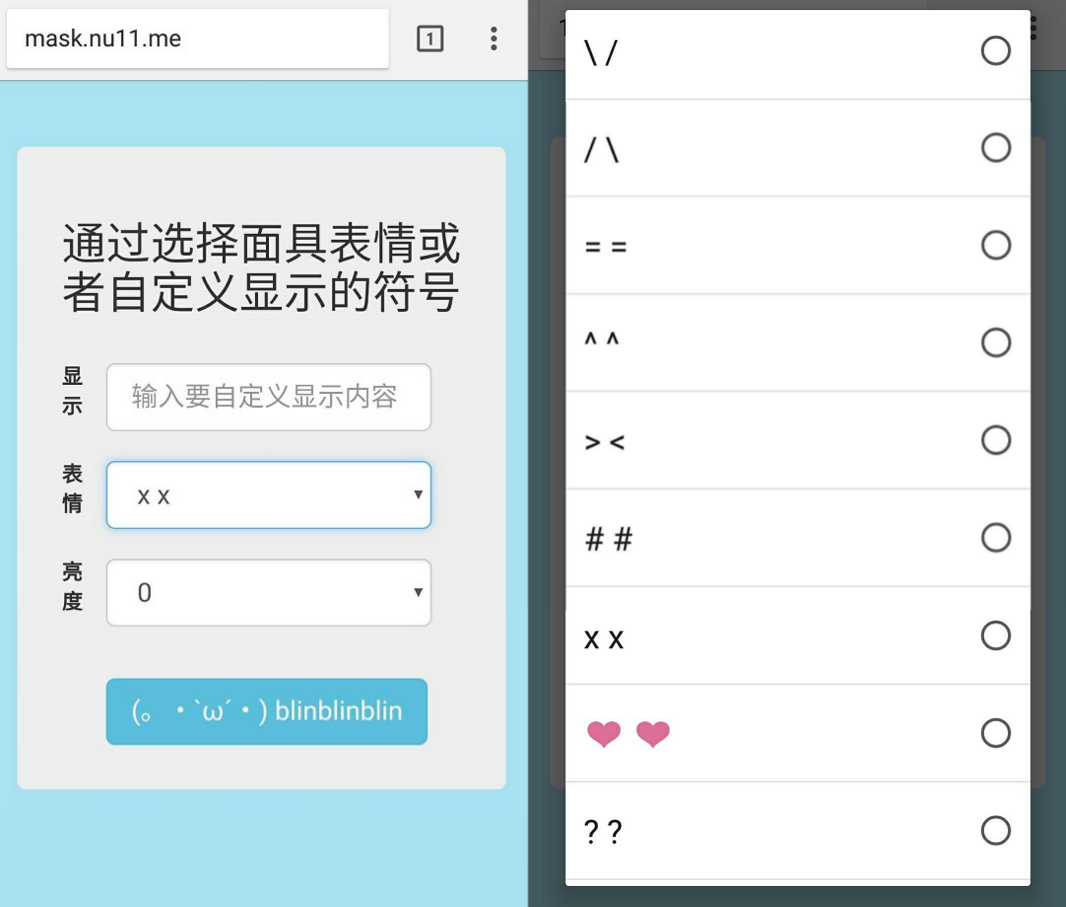 mask.nu11.me
1
通过选择面具表情或
者自定义显示的符号
显
示
输入要自定义显示内容
表
情
x x
亮
度
0
(。・`ω´・) blinblinblin
\ /
/ \
= =
^ ^
> <
# #
x x
❤ ❤
? ?